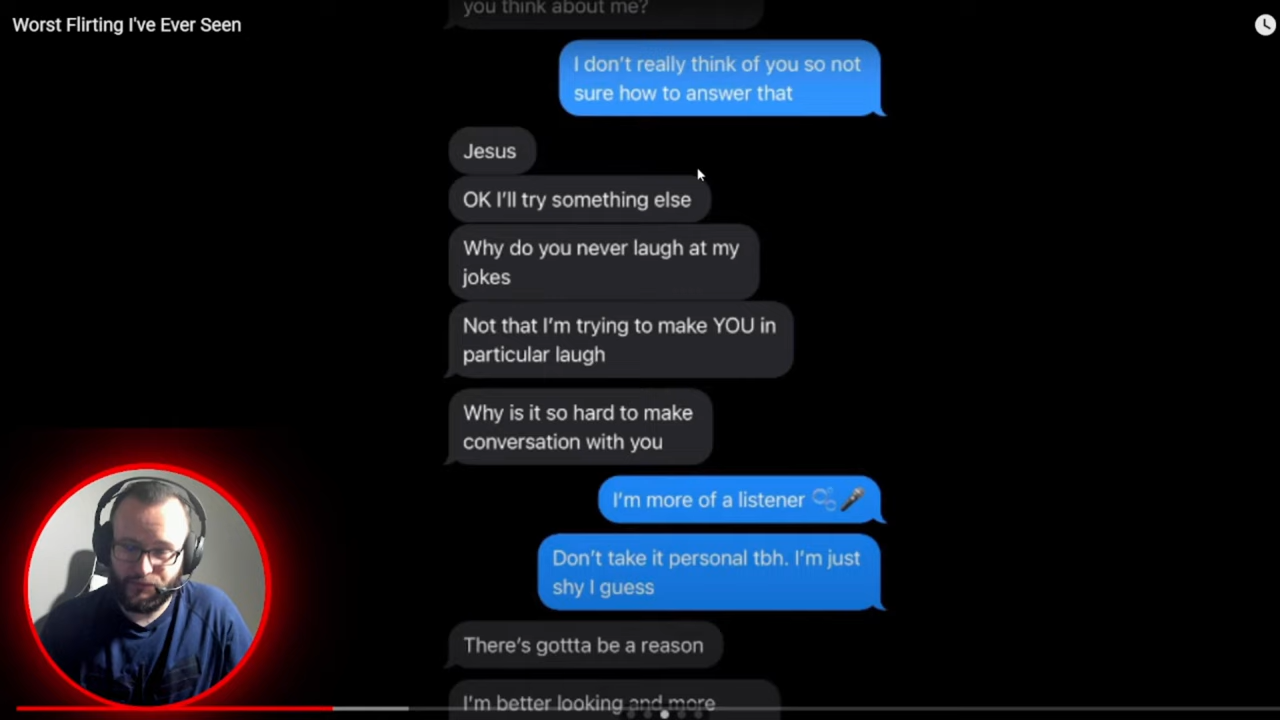 Worst Flirting I've Ever Seen
you think about me?
I don't really think of you so not
sure how to answer that
Jesus
OK I'll try something else
Why do you never laugh at my
jokes
Not that I'm trying to make YOU in
particular laugh
Why is it so hard to make
conversation with you
I'm more of a listener 🫧🎤
Don't take it personal tbh. I'm just
shy I guess
There's gottta be a reason
I'm better looking and more